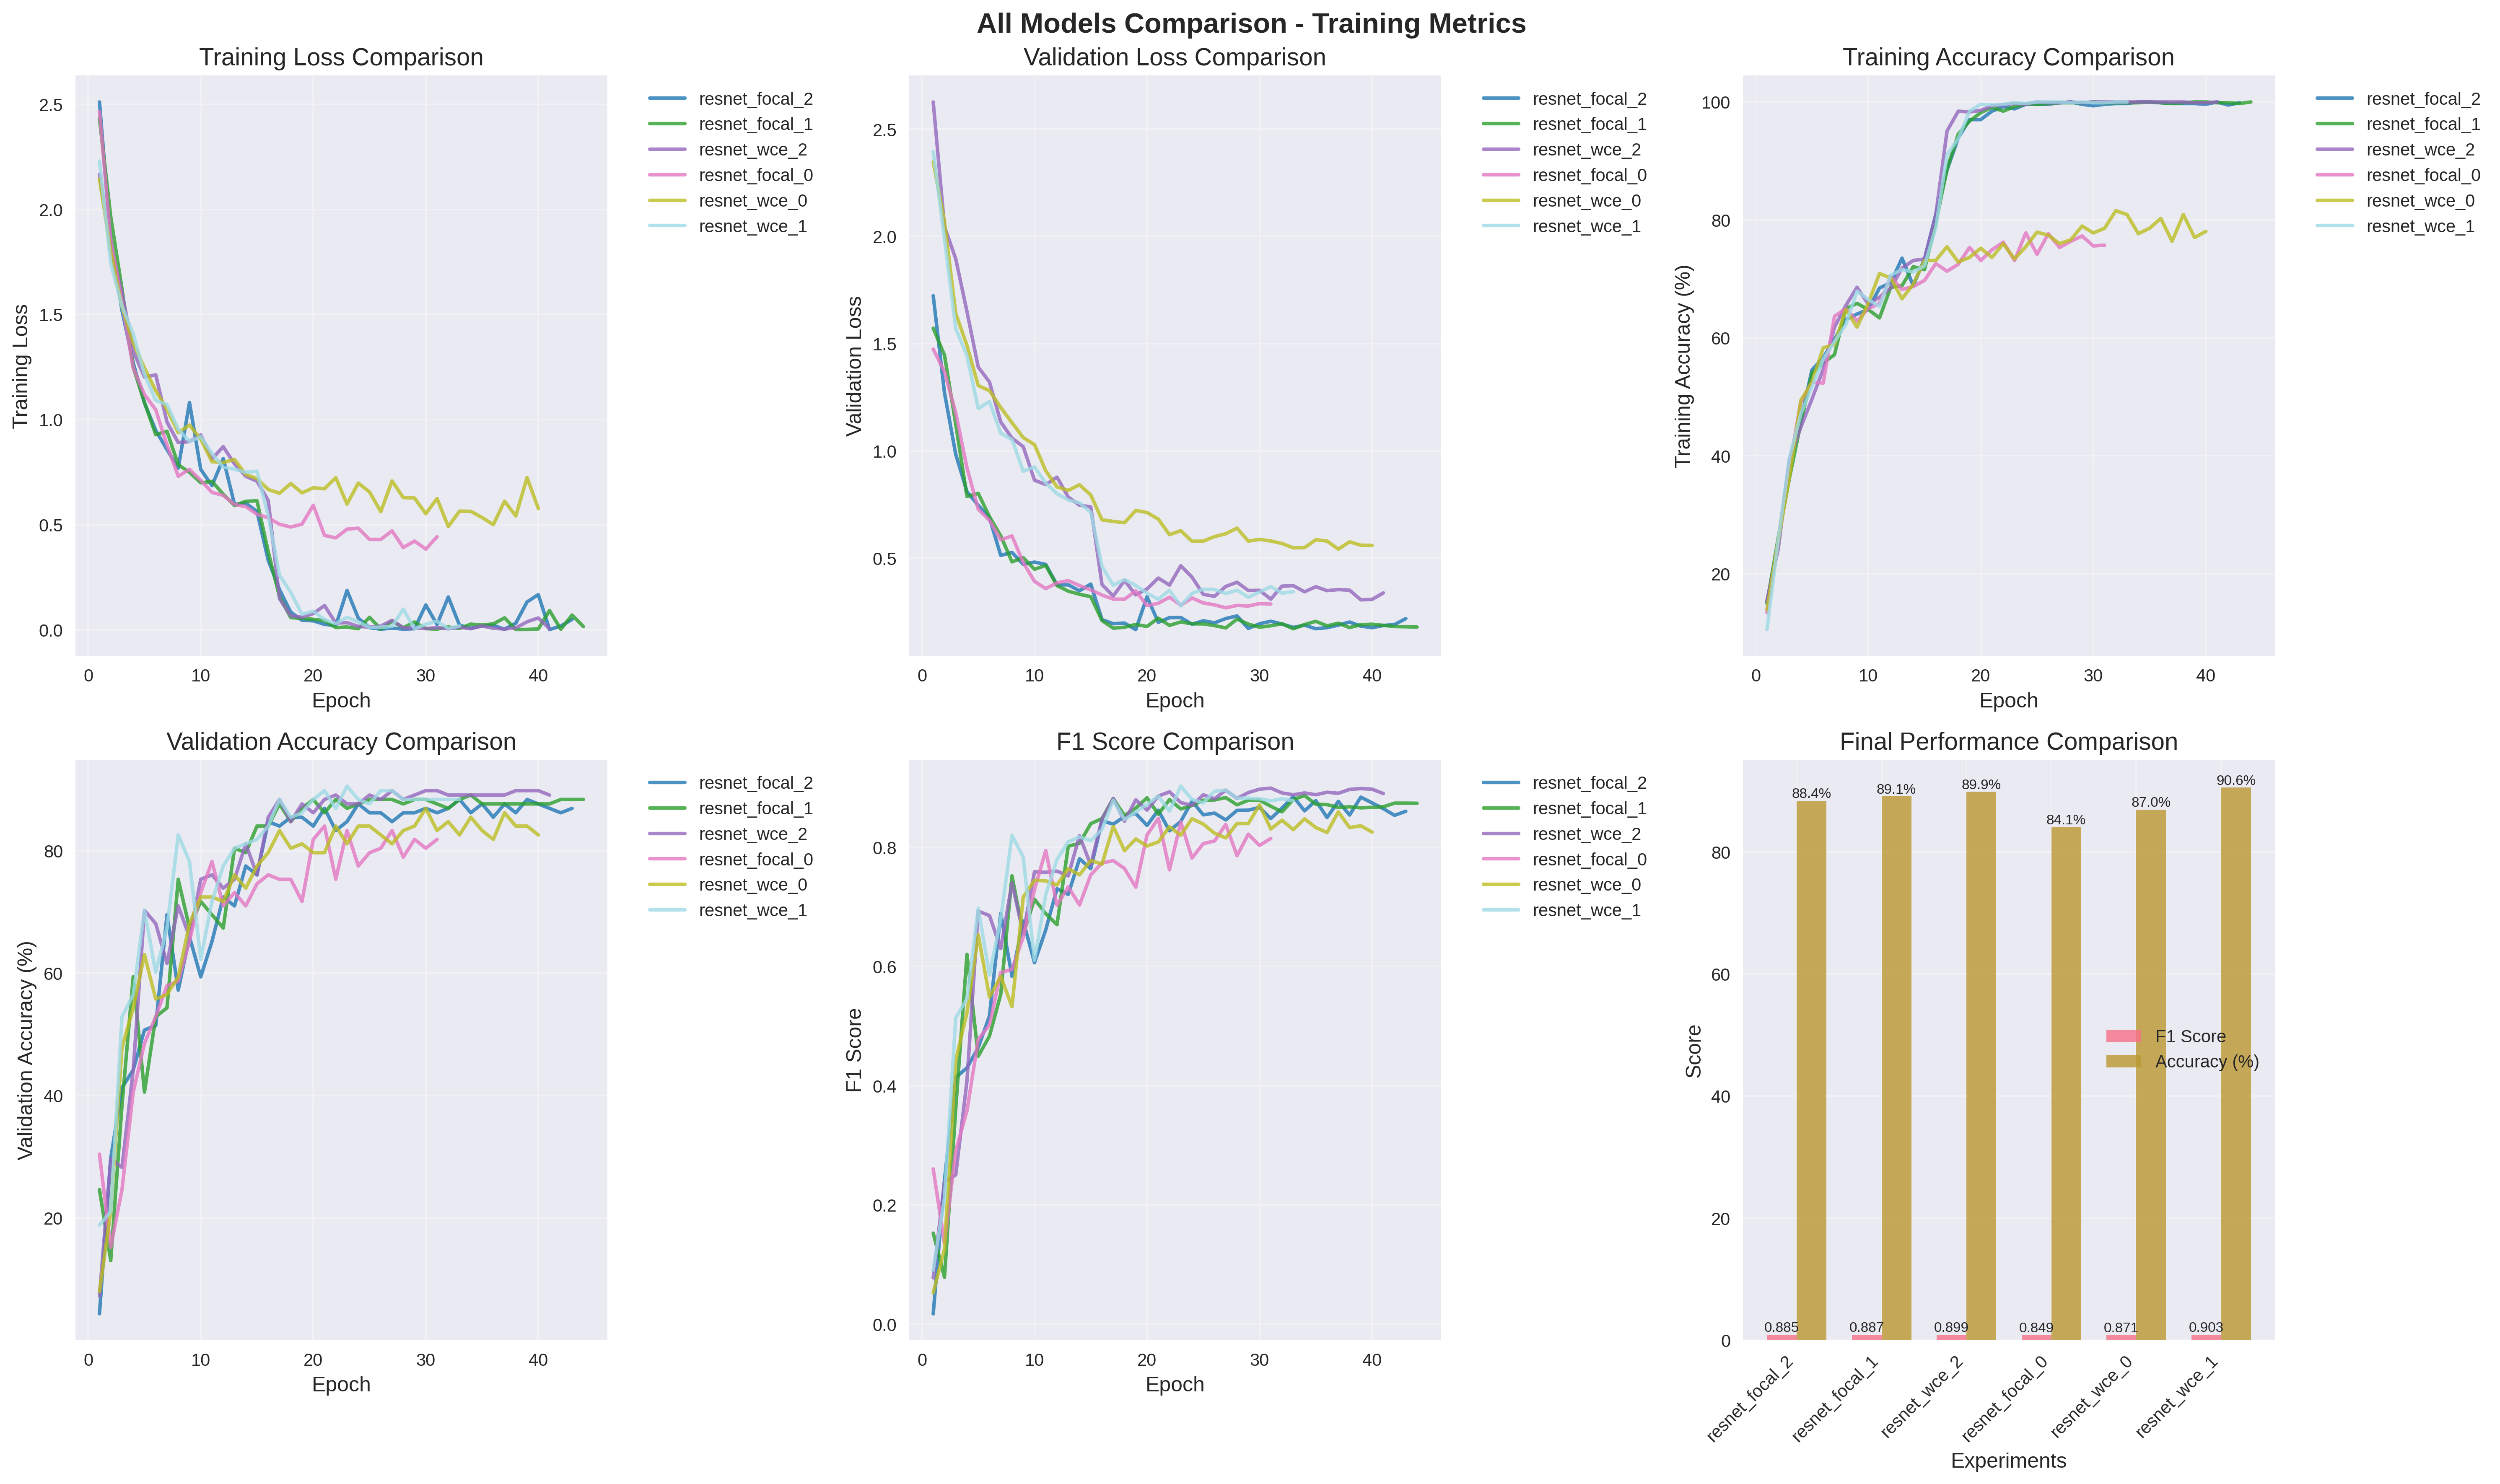 All Models Comparison - Training Metrics
Training Loss Comparison
Training Loss
2.5
2.0
1.5
1.0
0.5
0.0
0
10
20
30
40
Epoch
resnet_focal_2
resnet_focal_1
resnet_wce_2
resnet_focal_0
resnet_wce_0
resnet_wce_1
Validation Loss Comparison
Validation Loss
2.5
2.0
1.5
1.0
0.5
0
10
20
30
40
Epoch
resnet_focal_2
resnet_focal_1
resnet_wce_2
resnet_focal_0
resnet_wce_0
resnet_wce_1
Training Accuracy Comparison
Training Accuracy (%)
100
80
60
40
20
0
10
20
30
40
Epoch
resnet_focal_2
resnet_focal_1
resnet_wce_2
resnet_focal_0
resnet_wce_0
resnet_wce_1
Validation Accuracy Comparison
Validation Accuracy (%)
80
60
40
20
0
10
20
30
40
Epoch
resnet_focal_2
resnet_focal_1
resnet_wce_2
resnet_focal_0
resnet_wce_0
resnet_wce_1
F1 Score Comparison
F1 Score
0.8
0.6
0.4
0.2
0.0
0
10
20
30
40
Epoch
resnet_focal_2
resnet_focal_1
resnet_wce_2
resnet_focal_0
resnet_wce_0
resnet_wce_1
Final Performance Comparison
Score
80
60
40
20
0
88.4%
89.1%
89.9%
84.1%
87.0%
90.6%
F1 Score
Accuracy (%)
0.885
0.887
0.899
0.849
0.871
0.903
resnet_focal_2
resnet_focal_1
resnet_wce_2
resnet_focal_0
resnet_wce_0
resnet_wce_1
Experiments